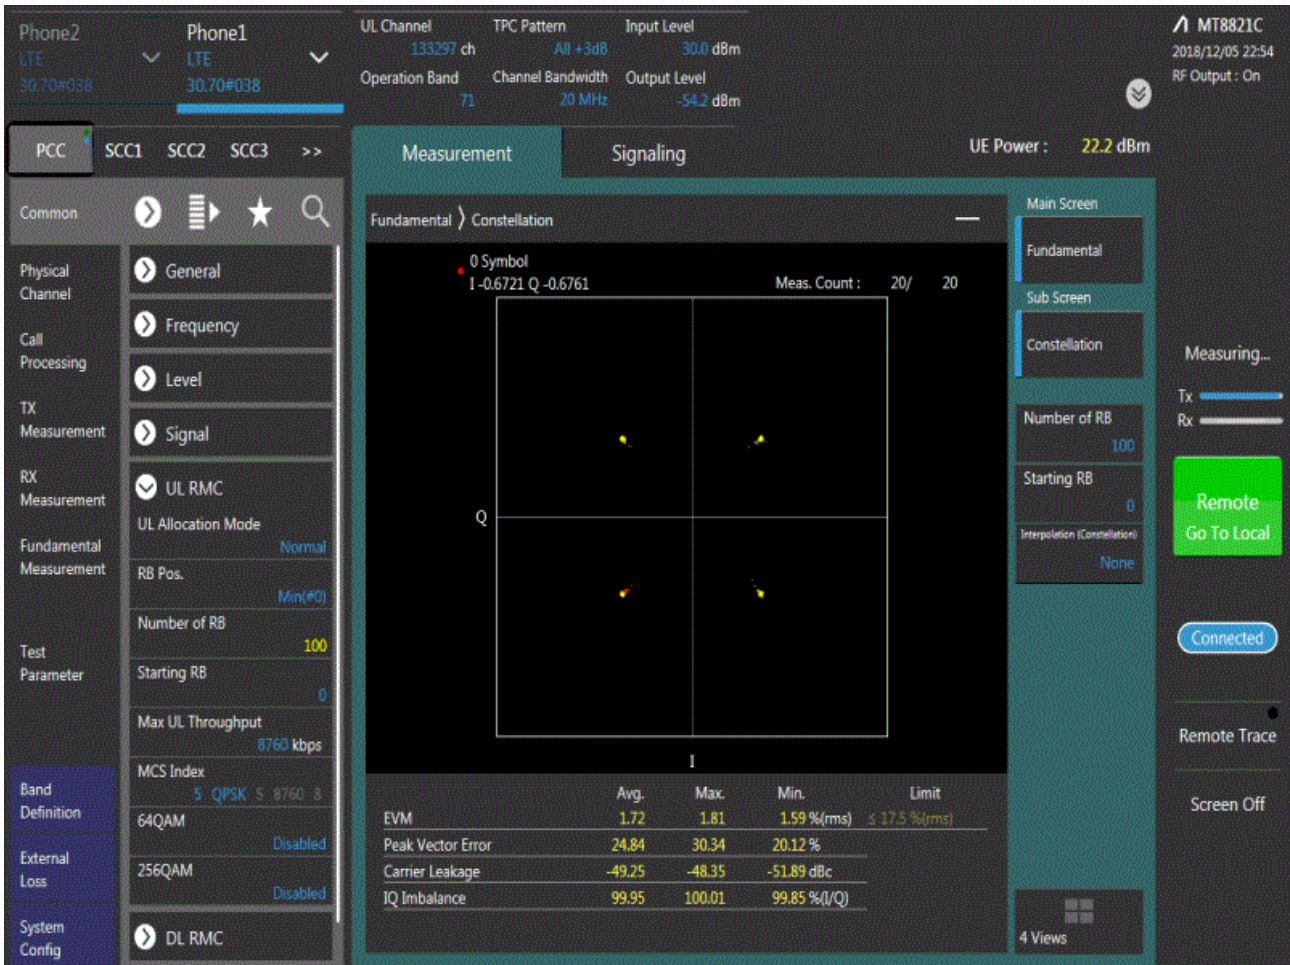 Phone2
LTE
30.70#038
Phone1
LTE
30.70#038
UL Channel
133297 ch
TPC Pattern
All +3dB
Input Level
30.0 dBm
Operation Band
71
Channel Bandwidth
20 MHz
Output Level
-54.2 dBm
MT8821C
2018/12/05 22:54
RF Output : On
PCC SCC1 SCC2 SCC3 >>
Measurement
Signaling
UE Power : 22.2 dBm
Common
Physical
Channel
Call
Processing
TX
Measurement
RX
Measurement
Fundamental
Measurement
Test
Parameter
Band
Definition
External
Loss
System
Config
General
Frequency
Level
Signal
UL RMC
UL Allocation Mode
Normal
RB Pos.
Min(#0)
Number of RB
100
Starting RB
0
Max UL Throughput
8760 kbps
MCS Index
5 QPSK 5 8760 8
64QAM
Disabled
256QAM
Disabled
DL RMC
Fundamental ⟩ Constellation
0 Symbol
I -0.6721 Q -0.6761
Meas. Count : 20/ 20
Q
I
Avg. Max. Min. Limit
EVM 1.72 1.81 1.59 %(rms) ≤ 17.5 %(rms)
Peak Vector Error 24.84 30.34 20.12 %
Carrier Leakage -49.25 -48.35 -51.89 dBc
IQ Imbalance 99.95 100.01 99.85 %(I/Q)
Main Screen
Fundamental
Sub Screen
Constellation
Number of RB
100
Starting RB
0
Interpolation (Constellation)
None
4 Views
Measuring...
Tx
Rx
Remote
Go To Local
Connected
Remote Trace
Screen Off